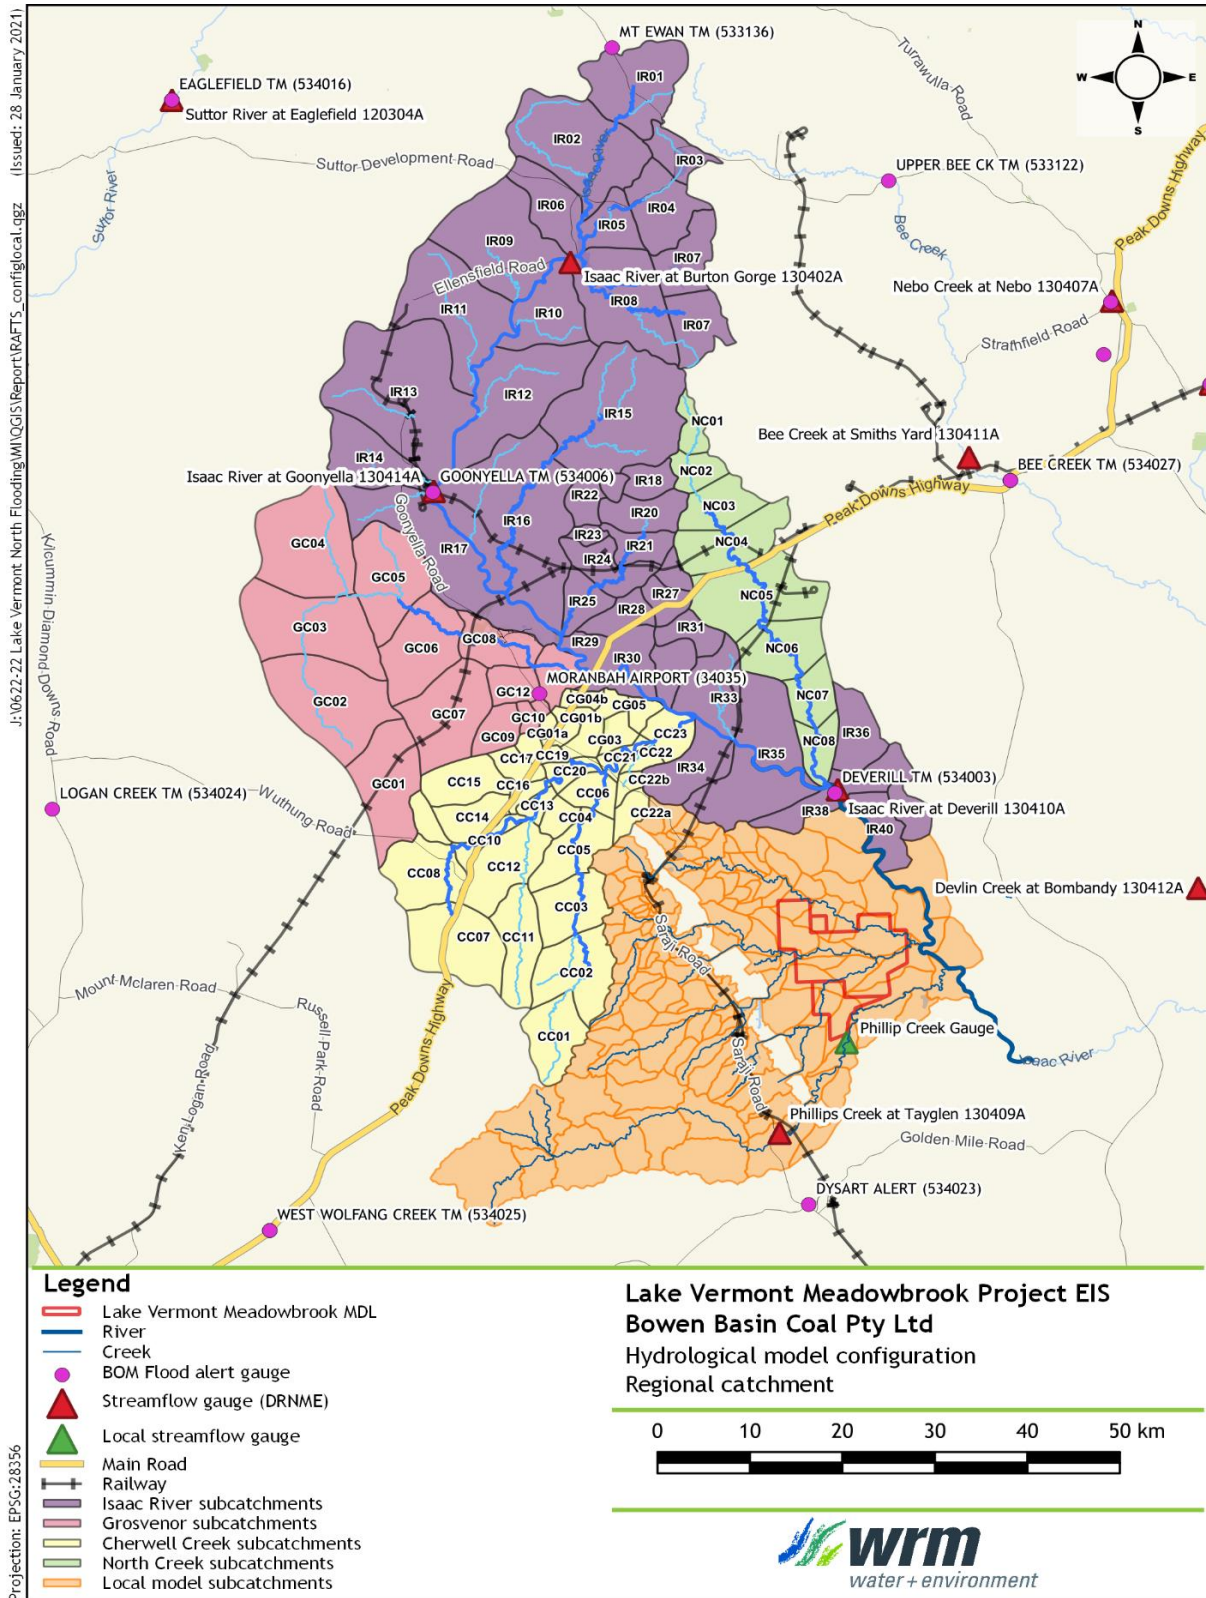 J:\0622-22 Lake Vermont North Flooding\MI\QGIS\Report\RAFTS_configlocal.qgz (Issued: 28 January 2021)
Projection: EPSG:28356
MT EWAN TM (533136)
N
W
E
S
Turrawulla Road
EAGLEFIELD TM (534016)
Suttor River at Eaglefield 120304A
IR01
IR02
Isaac River
IR03
Suttor Development Road
UPPER BEE CK TM (533122)
Peak Downs Highway
Suttor River
IR06
IR04
IR05
Bee Creek
IR09
IR07
Ellensfield Road
Isaac River at Burton Gorge 130402A
Nebo Creek at Nebo 130407A
IR11
IR10
IR08
IR07
Strathfield Road
IR13
IR12
IR15
NC01
Bee Creek at Smiths Yard 130411A
IR14
NC02
BEE CREEK TM (534027)
Isaac River at Goonyella 130414A
GOONYELLA TM (534006)
IR18
Peak Downs Highway
IR22
NC03
Goonyella Road
IR16
IR20
Kilcummin-Diamond Downs Road
GC04
IR17
IR23
IR21
NC04
IR24
GC05
IR25
IR27
NC05
IR28
GC03
IR31
GC08
IR29
GC06
NC06
IR30
MORANBAH AIRPORT (34035)
GC12
GC02
CG04b
CG05
IR33
NC07
GC07
GC10
CG01b
IR36
GC09
CG01a
CG03
CC23
NC08
CC17
CC19
CC21
CC22
IR35
CC20
IR34
DEVERILL TM (534003)
GC01
CC15
CC16
CC22b
LOGAN CREEK TM (534024)
Wuthung Road
CC06
CC13
Isaac River at Deverill 130410A
CC14
CC04
CC22a
IR38
IR40
CC10
CC05
CC08
CC12
Devlin Creek at Bombandy 130412A
CC03
CC07
CC11
Saraji Road
CC02
Mount Mclaren Road
Russell Park Road
Phillip Creek Gauge
CC01
Isaac River
Ken Logan Road
Peak Downs Highway
Saraji Road
Phillips Creek at Tayglen 130409A
Golden Mile Road
DYSART ALERT (534023)
WEST WOLFANG CREEK TM (534025)
Legend
Lake Vermont Meadowbrook MDL
River
Creek
BOM Flood alert gauge
Streamflow gauge (DRNME)
Local streamflow gauge
Main Road
Railway
Isaac River subcatchments
Grosvenor subcatchments
Cherwell Creek subcatchments
North Creek subcatchments
Local model subcatchments
Lake Vermont Meadowbrook Project EIS
Bowen Basin Coal Pty Ltd
Hydrological model configuration
Regional catchment
0 10 20 30 40 50 km
wrm
water + environment